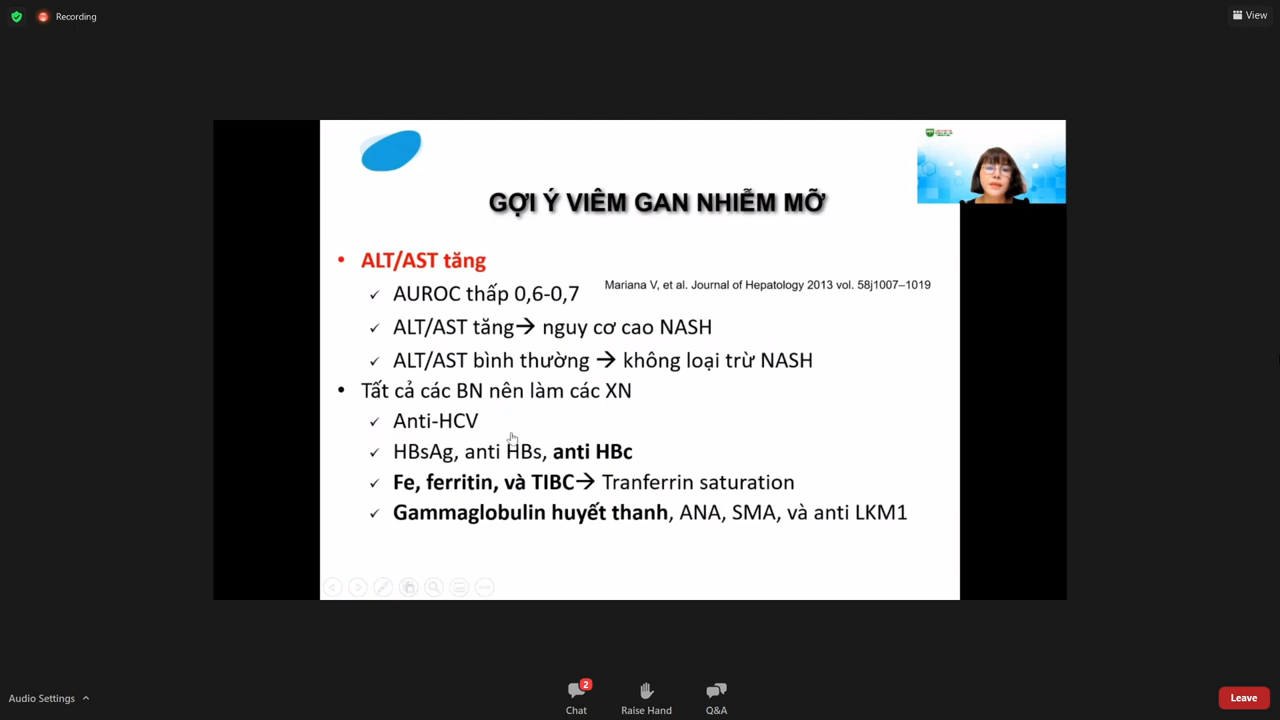 Recording
View
GỢI Ý VIÊM GAN NHIỄM MỠ
• ALT/AST tăng
Mariana V, et al. Journal of Hepatology 2013 vol. 58j1007–1019
✓ AUROC thấp 0,6-0,7
✓ ALT/AST tăng→ nguy cơ cao NASH
✓ ALT/AST bình thường → không loại trừ NASH
• Tất cả các BN nên làm các XN
✓ Anti-HCV
✓ HBsAg, anti HBs, anti HBc
✓ Fe, ferritin, và TIBC→ Tranferrin saturation
✓ Gammaglobulin huyết thanh, ANA, SMA, và anti LKM1
Audio Settings
2
Chat
Raise Hand
Q&A
Leave